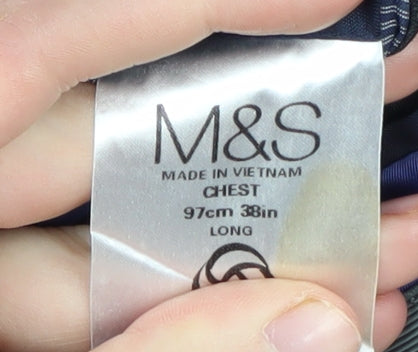 M&S
MADE IN VIETNAM
CHEST
97cm 38in
LONG